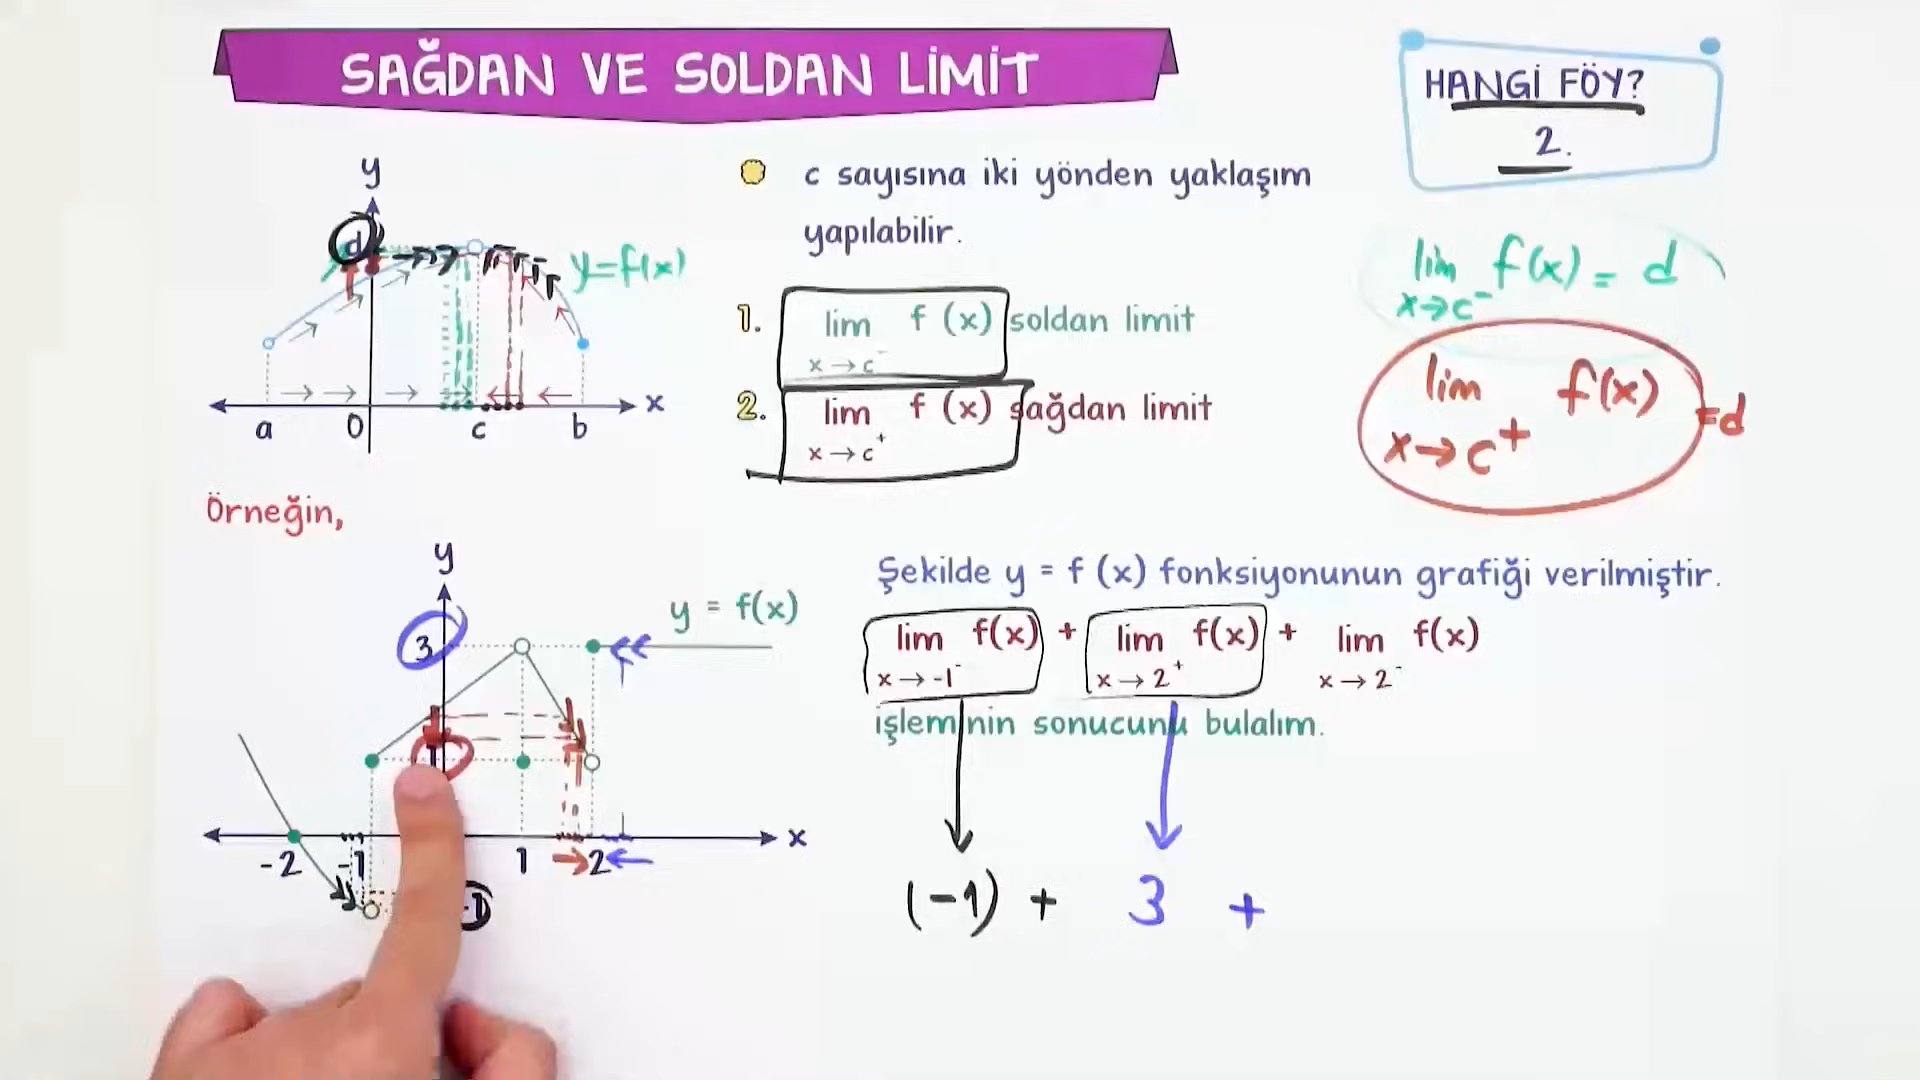 SAĞDAN VE SOLDAN LİMİT
HANGİ FÖY?
2.
y
d
y=f(x)
a 0 c b x
c sayısına iki yönden yaklaşım
yapılabilir.
1. lim f (x) soldan limit
x → c⁻
2. lim f (x) sağdan limit
x → c⁺
lim f(x) = d
x→c⁻
lim f(x) = d
x→c⁺
Örneğin,
y
y = f(x)
3
-2 -1 1 2 x
-1
Şekilde y = f (x) fonksiyonunun grafiği verilmiştir.
lim f(x) + lim f(x) + lim f(x)
x → -1⁻ x → 2⁺ x → 2⁻
işleminin sonucunu bulalım.
(-1) + 3 +